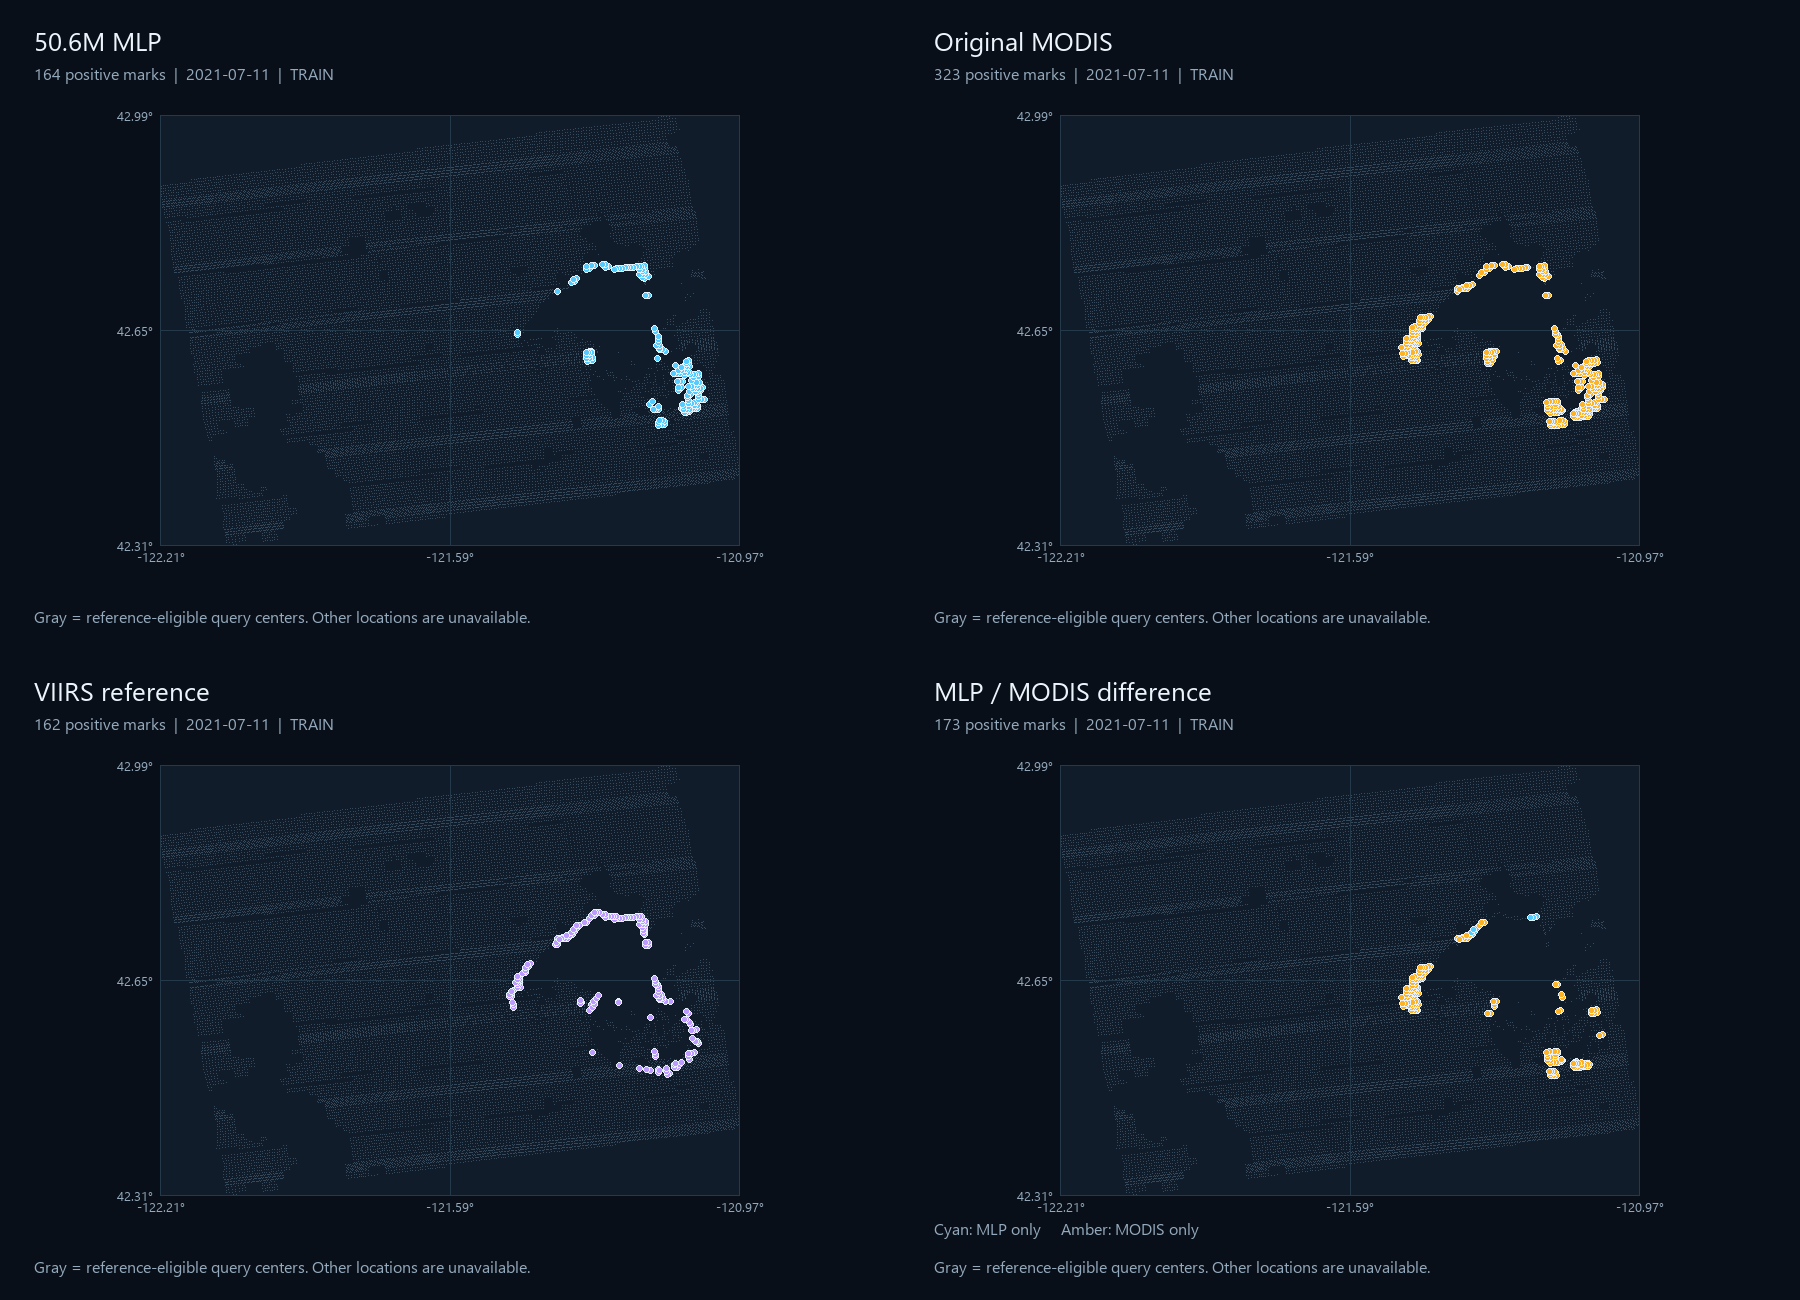 50.6M MLP
164 positive marks | 2021-07-11 | TRAIN
42.99°
42.65°
42.31°
-122.21°
-121.59°
-120.97°
Gray = reference-eligible query centers. Other locations are unavailable.
Original MODIS
323 positive marks | 2021-07-11 | TRAIN
42.99°
42.65°
42.31°
-122.21°
-121.59°
-120.97°
Gray = reference-eligible query centers. Other locations are unavailable.
VIIRS reference
162 positive marks | 2021-07-11 | TRAIN
42.99°
42.65°
42.31°
-122.21°
-121.59°
-120.97°
Gray = reference-eligible query centers. Other locations are unavailable.
MLP / MODIS difference
173 positive marks | 2021-07-11 | TRAIN
42.99°
42.65°
42.31°
-122.21°
-121.59°
-120.97°
Cyan: MLP only Amber: MODIS only
Gray = reference-eligible query centers. Other locations are unavailable.